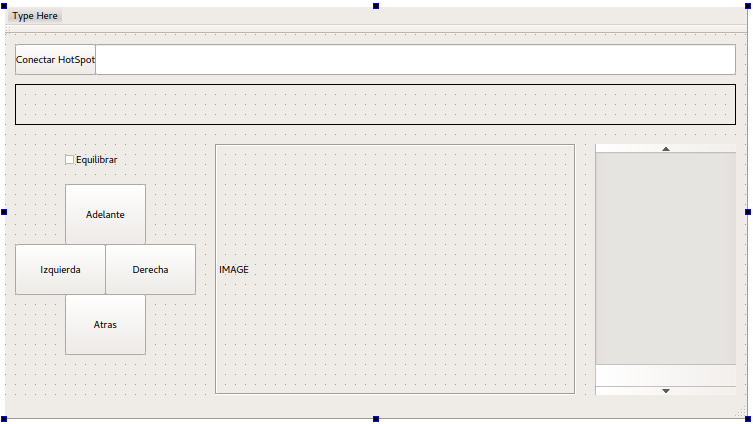 Type Here
Conectar HotSpot
Equilibrar
Adelante
Izquierda
Derecha
IMAGE
Atras